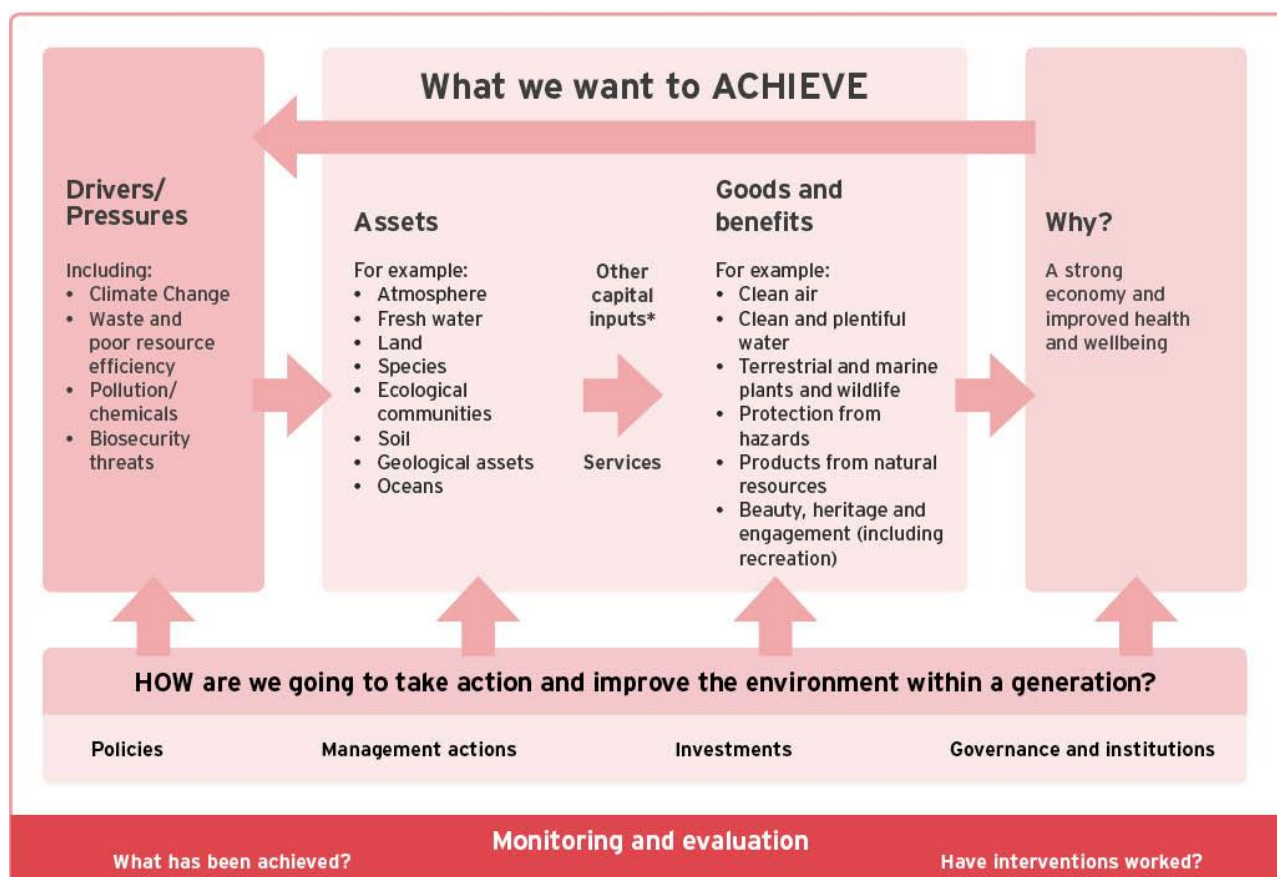 What we want to ACHIEVE
Drivers/
Pressures
Including:
• Climate Change
• Waste and
poor resource
efficiency
• Pollution/
chemicals
• Biosecurity
threats
Assets
For example:
• Atmosphere
• Fresh water
• Land
• Species
• Ecological
communities
• Soil
• Geological assets
• Oceans
Other
capital
inputs*
Services
Goods and
benefits
For example:
• Clean air
• Clean and plentiful
water
• Terrestrial and marine
plants and wildlife
• Protection from
hazards
• Products from natural
resources
• Beauty, heritage and
engagement (including
recreation)
Why?
A strong
economy and
improved health
and wellbeing
HOW are we going to take action and improve the environment within a generation?
Policies
Management actions
Investments
Governance and institutions
Monitoring and evaluation
What has been achieved?
Have interventions worked?